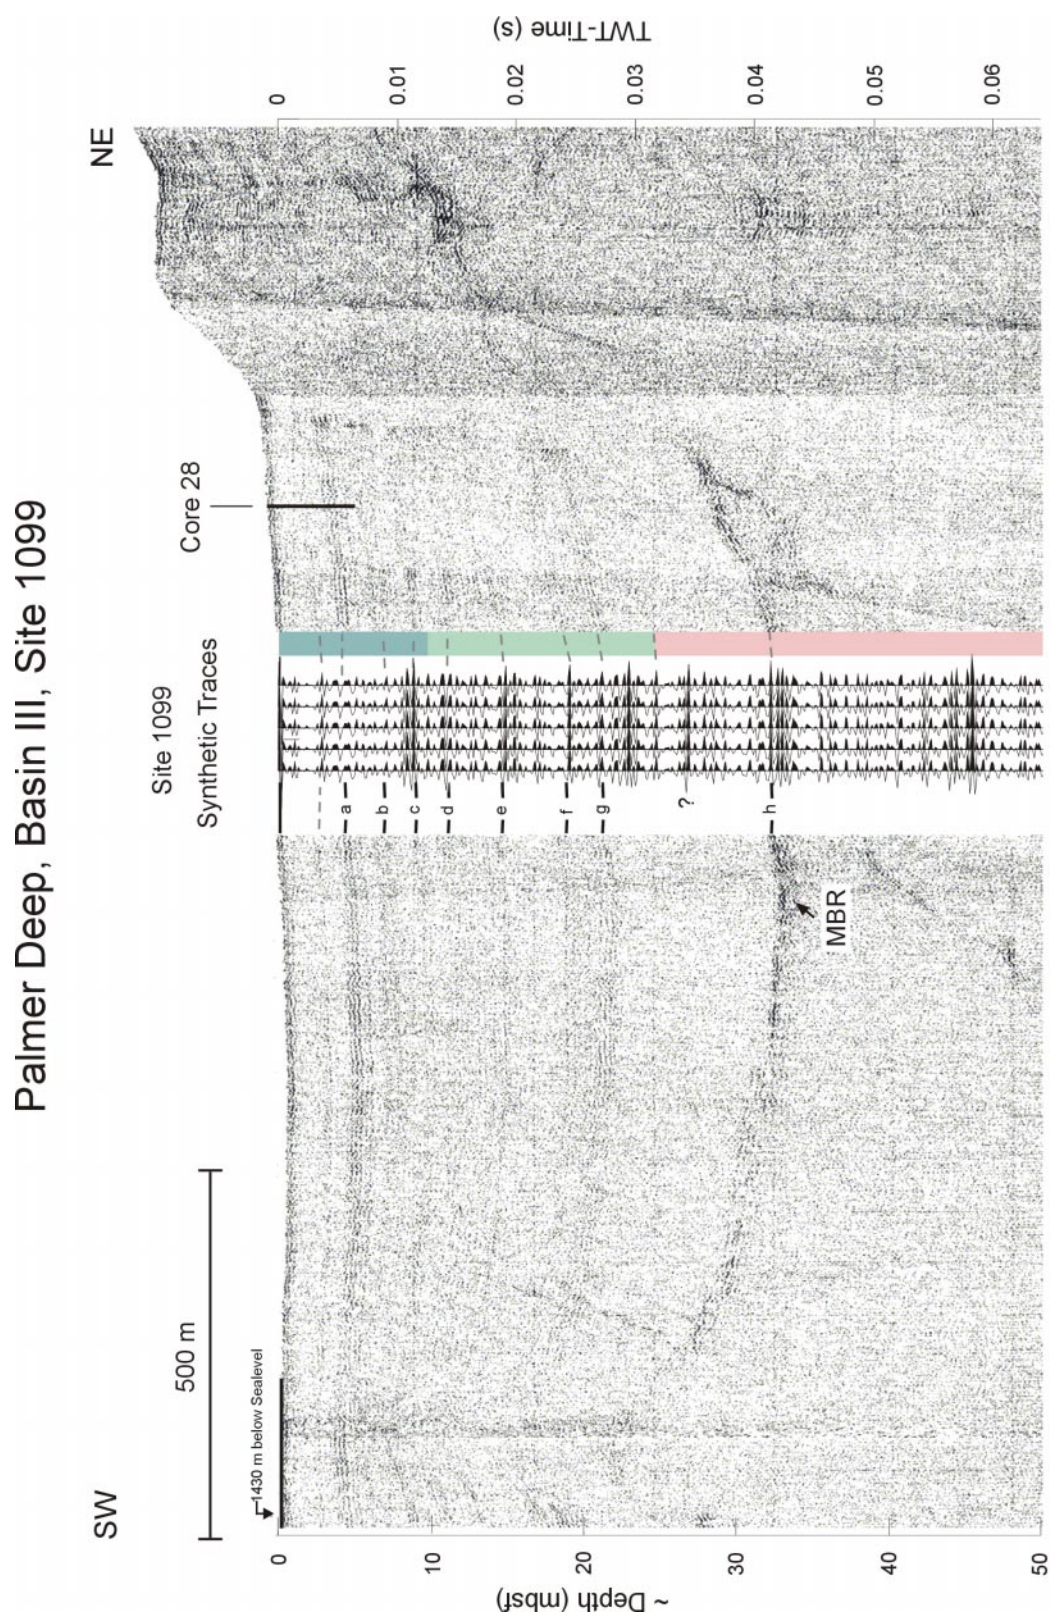 Palmer Deep, Basin III, Site 1099
SW
NE
500 m
1430 m below Sealevel
Site 1099
Synthetic Traces
Core 28
~ Depth (mbsf)
0
10
20
30
40
50
TWT-Time (s)
0
0.01
0.02
0.03
0.04
0.05
0.06
a
b
c
d
e
f
g
?
h
MBR